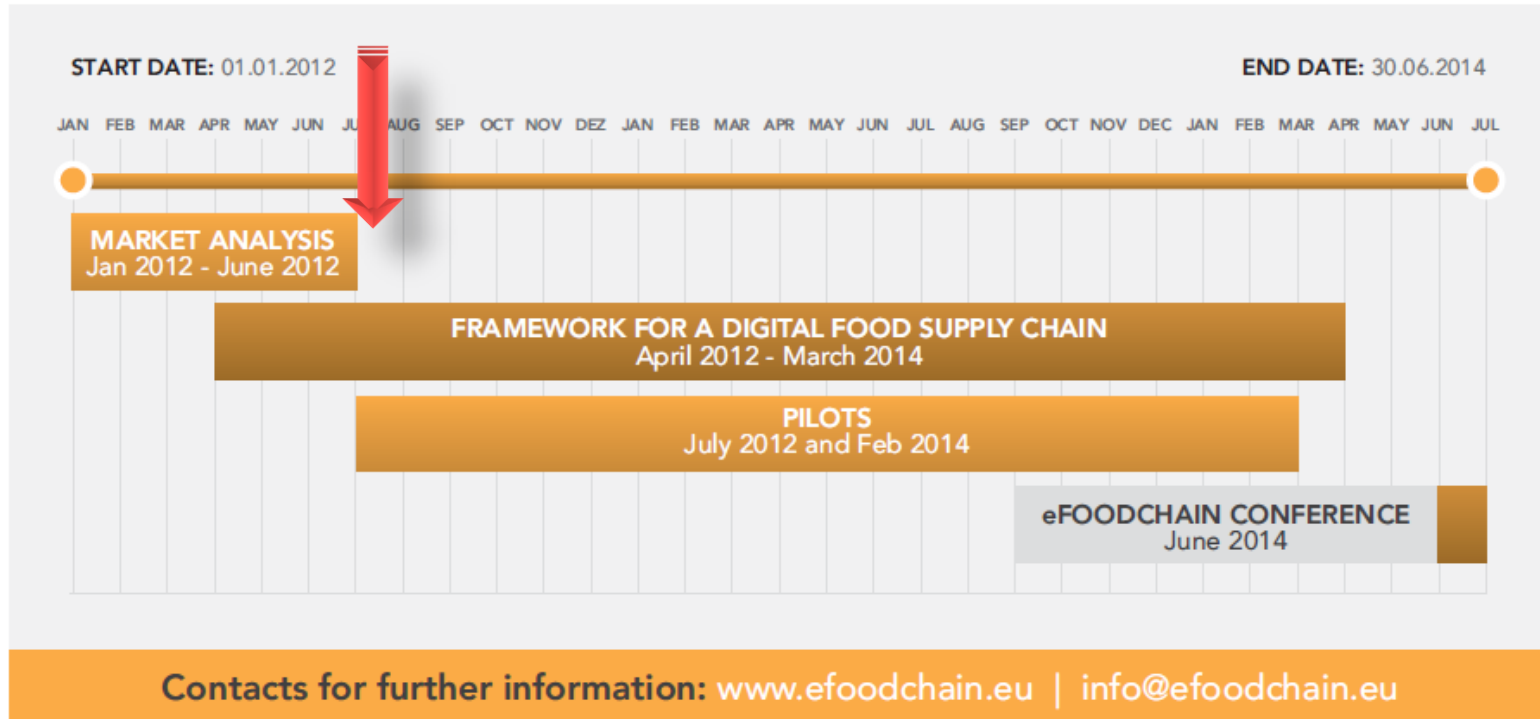 START DATE: 01.01.2012 END DATE: 30.06.2014
JAN FEB MAR APR MAY JUN AUG SEP OCT NOV DEZ JAN FEB MAR APR MAY JUN JUL AUG SEP OCT NOV DEC JAN FEB MAR APR MAY JUN JUL
MARKET ANALYSIS
Jan 2012 - June 2012
FRAMEWORK FOR A DIGITAL FOOD SUPPLY CHAIN
April 2012 - March 2014
PILOTS
July 2012 and Feb 2014
eFOODCHAIN CONFERENCE
June 2014
Contacts for further information: www.efoodchain.eu | info@efoodchain.eu